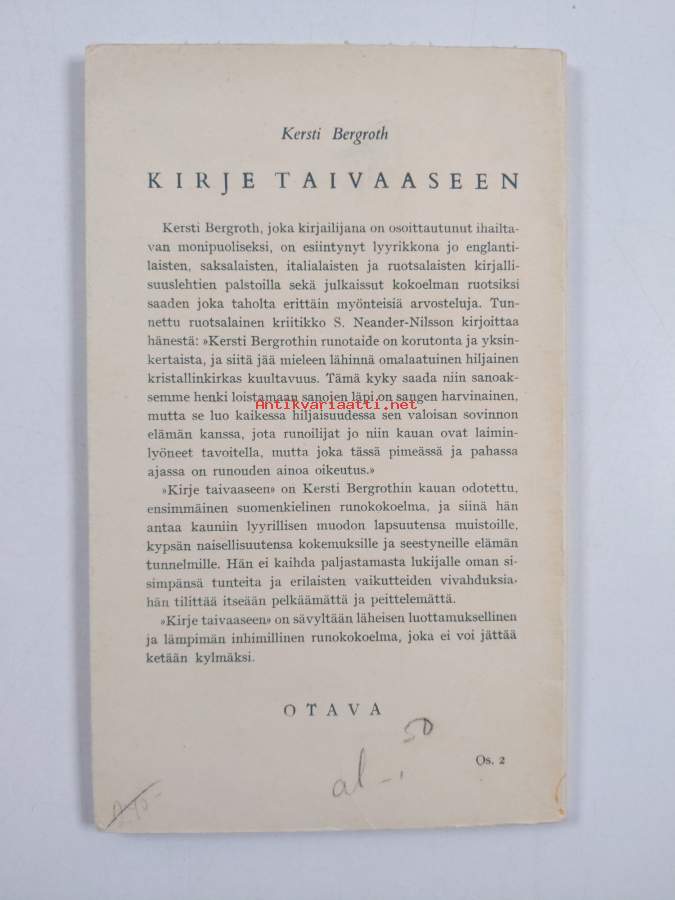 Kersti Bergroth
KIRJE TAIVAASEEN
Kersti Bergroth, joka kirjailijana on osoittautunut ihailta-
van monipuoliseksi, on esiintynyt lyyrikkona jo englanti-
laisten, saksalaisten, italialaisten ja ruotsalaisten kirjalli-
suuslehtien palstoilla sekä julkaissut kokoelman ruotsiksi
saaden joka taholta erittäin myönteisiä arvosteluja. Tun-
nettu ruotsalainen kriitikko S. Neander-Nilsson kirjoittaa
hänestä: »Kersti Bergrothin runotaide on korutonta ja yksin-
kertaista, ja siitä jää mieleen lähinnä omalaatuinen hiljainen
kristallinkirkas kuultavuus. Tämä kyky saada niin sanoak-
semme henki loistamaan sanojen läpi on sangen harvinainen,
Antikvariaatti.net
mutta se luo kaikessa hiljaisuudessa sen valoisan sovinnon
elämän kanssa, jota runoilijat jo niin kauan ovat laimin-
lyöneet tavoitella, mutta joka tässä pimeässä ja pahassa
ajassa on runouden ainoa oikeutus.»
»Kirje taivaaseen» on Kersti Bergrothin kauan odotettu,
ensimmäinen suomenkielinen runokokoelma, ja siinä hän
antaa kauniin lyyrillisen muodon lapsuutensa muistoille,
kypsän naisellisuutensa kokemuksille ja seestyneille elämän
tunnelmille. Hän ei kaihda paljastamasta lukijalle oman si-
simpänsä tunteita ja erilaisten vaikutteiden vivahduksia,
hän tilittää itseään pelkäämättä ja peittelemättä.
»Kirje taivaaseen» on sävyltään läheisen luottamuksellinen
ja lämpimän inhimillinen runokokoelma, joka ei voi jättää
ketään kylmäksi.
OTAVA
al -,50
Os. 2